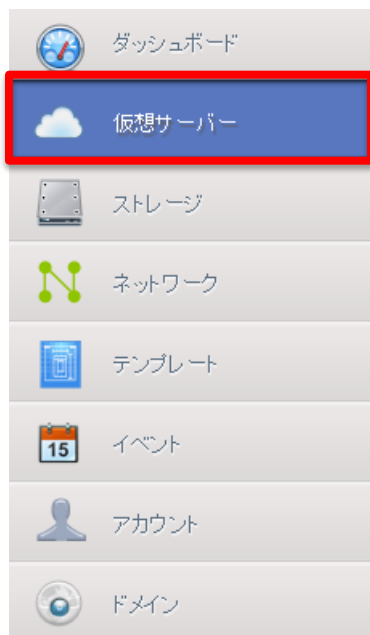 ダッシュボード
仮想サーバー
ストレージ
ネットワーク
テンプレート
15
イベント
アカウント
ドメイン